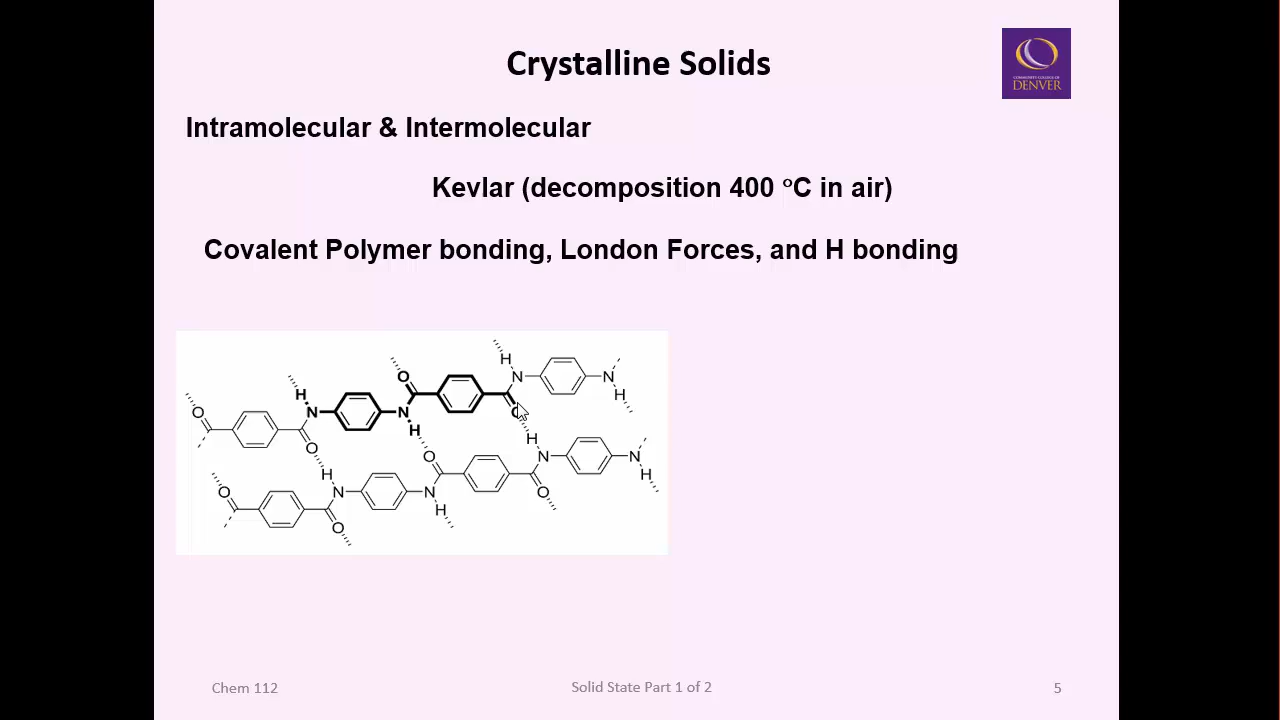 Crystalline Solids
COMMUNITY COLLEGE OF
DENVER
Intramolecular & Intermolecular
Kevlar (decomposition 400 °C in air)
Covalent Polymer bonding, London Forces, and H bonding
H
H O N N
O H
H N N O
O H
H
O N N
H
O N N H
O H O
O
Chem 112
Solid State Part 1 of 2
5